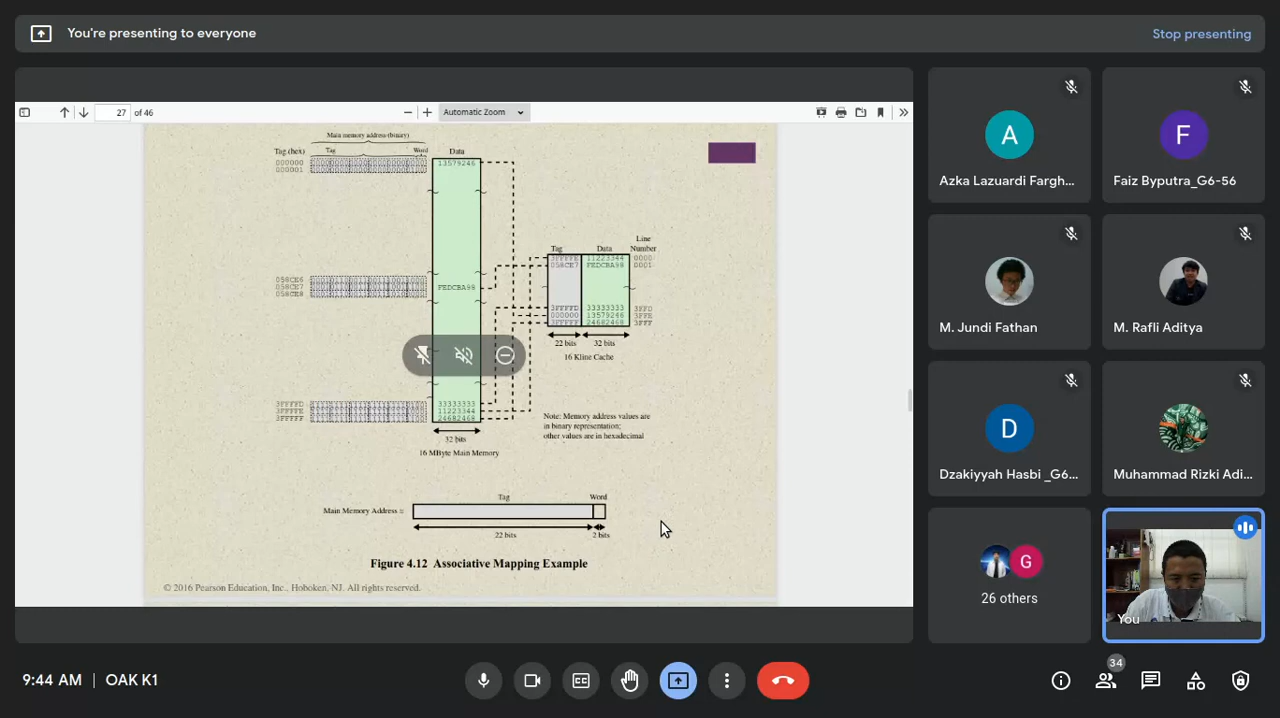 You're presenting to everyone
Stop presenting
27 of 46
Automatic Zoom
Main memory address (binary)
Tag (hex)
Tag
Word
Data
000000
000001
13579246
Line
Tag
Data
Number
3FFFFE
11223344
0000
058CE7
FEDCBA98
0001
058CE6
058CE7
058CE8
FEDCBA98
3FFFFD
33333333
3FFD
000000
13579246
3FFE
3FFFFF
24682468
3FFF
22 bits
32 bits
16 Kline Cache
3FFFFD
3FFFFE
3FFFFF
33333333
11223344
24682468
Note: Memory address values are
in binary representation;
other values are in hexadecimal
32 bits
16 MByte Main Memory
Tag
Word
Main Memory Address =
22 bits
2 bits
Figure 4.12 Associative Mapping Example
© 2016 Pearson Education, Inc., Hoboken, NJ. All rights reserved.
A
Azka Lazuardi Fargh...
F
Faiz Byputra_G6-56
M. Jundi Fathan
M. Rafli Aditya
D
Dzakiyyah Hasbi _G6...
Muhammad Rizki Adi...
G
26 others
You
9:44 AM | OAK K1
34